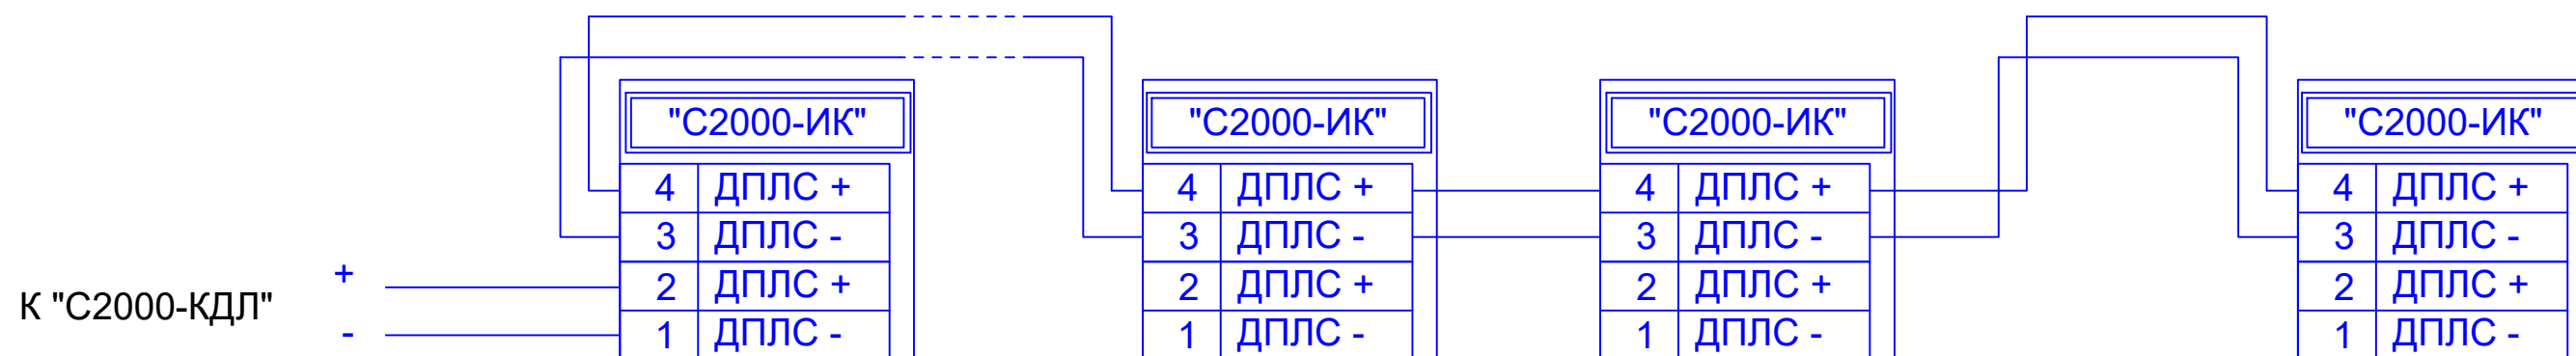 "С2000-ИК" "С2000-ИК" "С2000-ИК" "С2000-ИК"
4 ДПЛС + 4 ДПЛС + 4 ДПЛС + 4 ДПЛС +
3 ДПЛС - 3 ДПЛС - 3 ДПЛС - 3 ДПЛС -
+ 2 ДПЛС + 2 ДПЛС + 2 ДПЛС + 2 ДПЛС +
К "С2000-КДЛ"
- 1 ДПЛС - 1 ДПЛС - 1 ДПЛС - 1 ДПЛС -